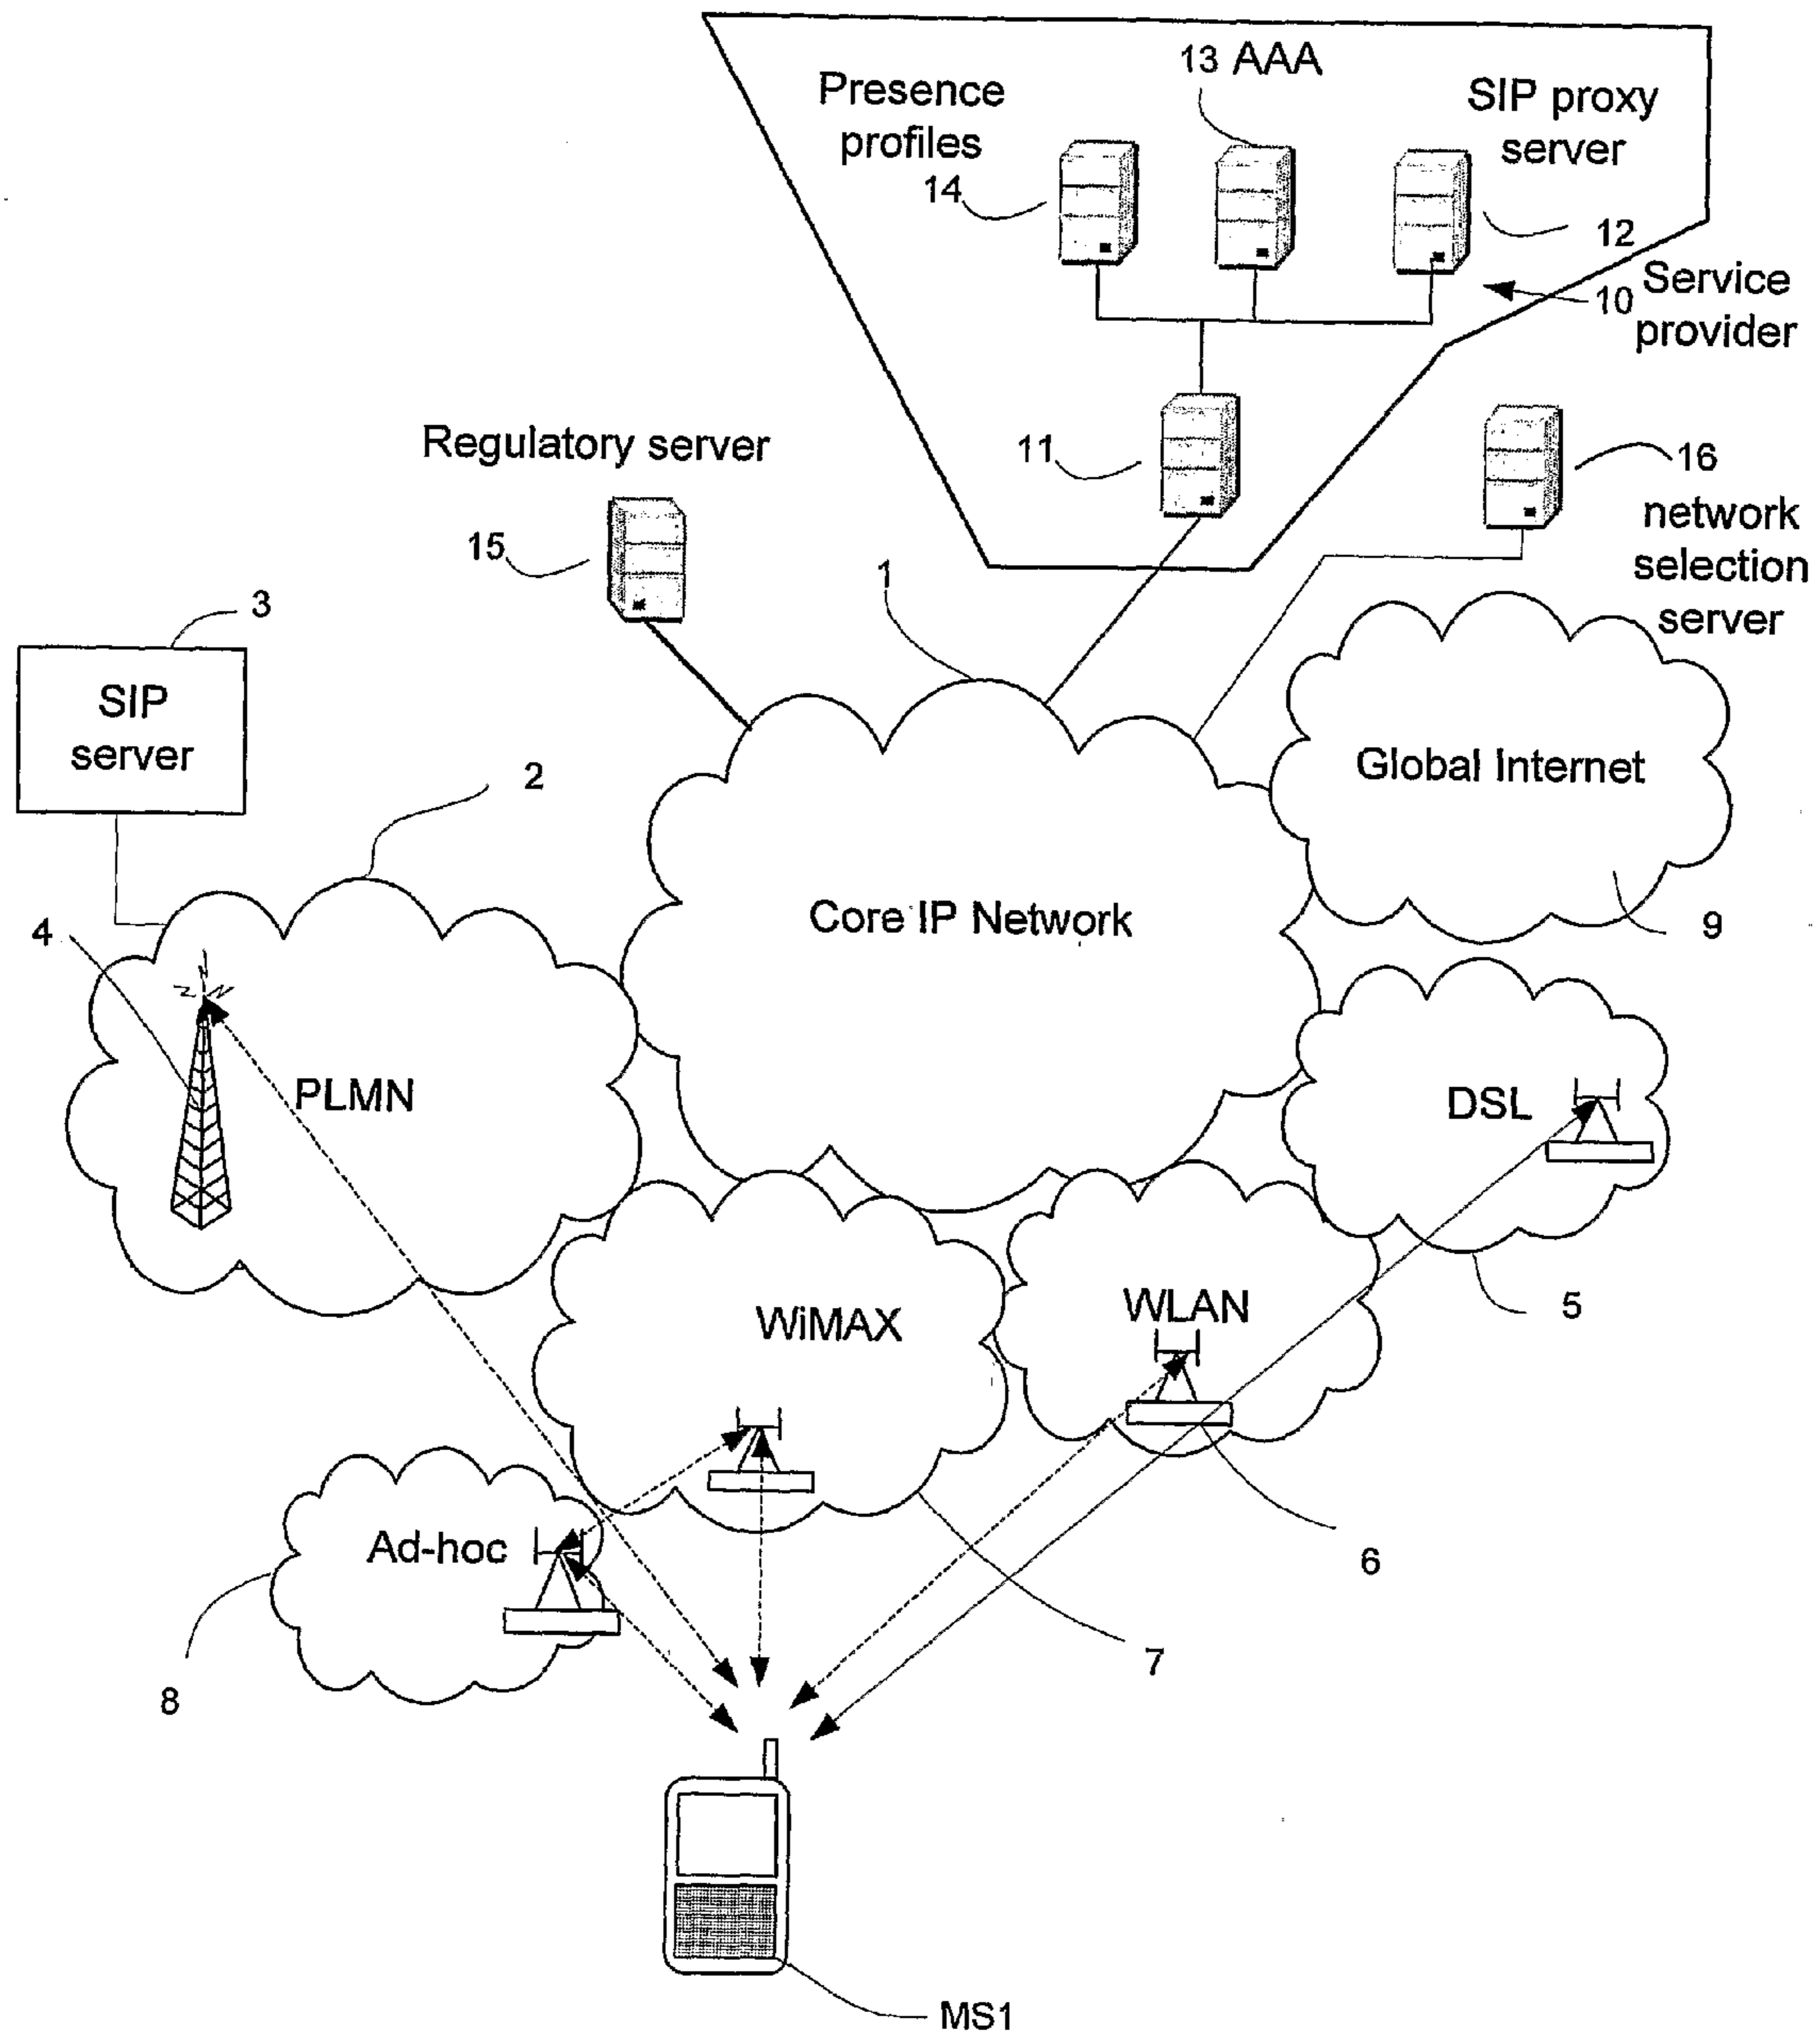 13 AAA
Presence
profiles
SIP proxy
server
14
12
10
Service
provider
Regulatory server
11
16
network
selection
server
15
1
3
SIP
server
2
Global Internet
4
Core IP Network
9
PLMN
DSL
WiMAX
WLAN
5
Ad-hoc
6
7
8
MS1